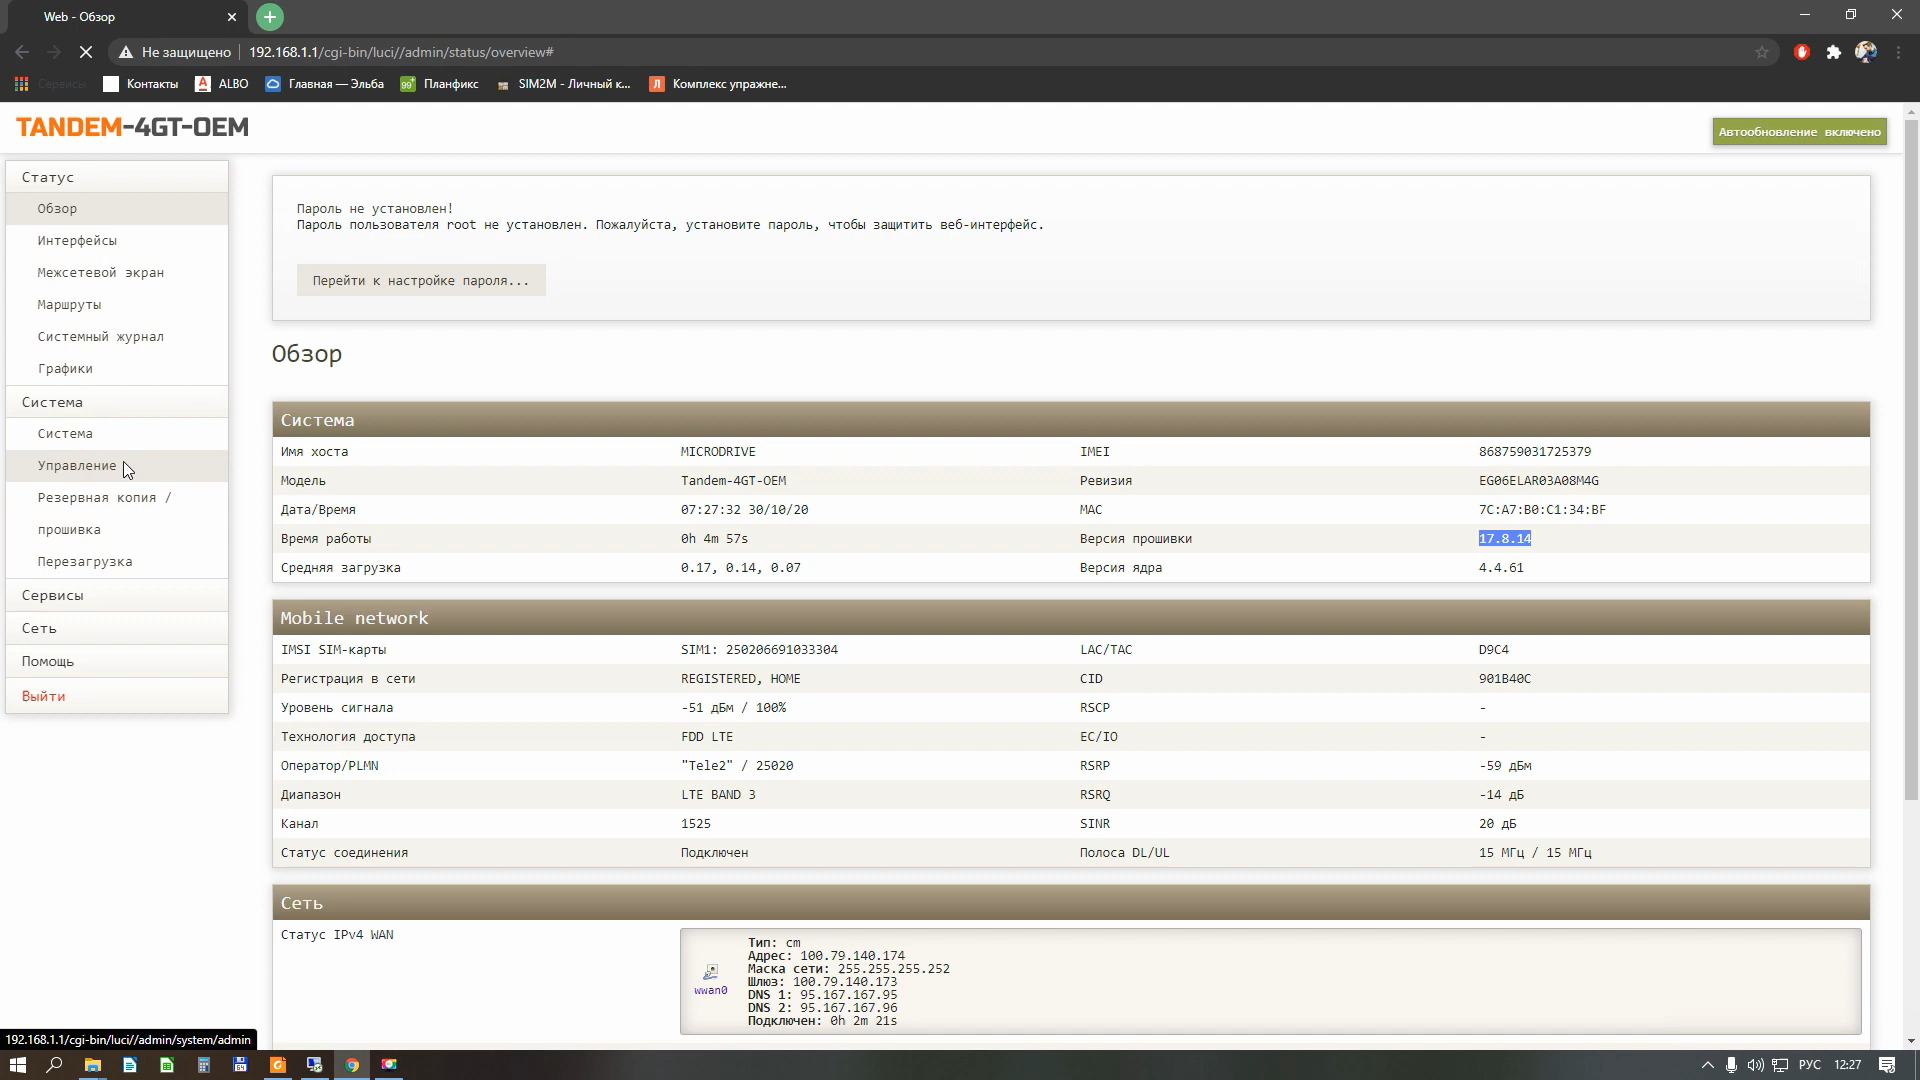 Web - Обзор
Не защищено
192.168.1.1/cgi-bin/luci//admin/status/overview#
Сервисы
Контакты
ALBO
Главная — Эльба
Планфикс
SIM2M - Личный к...
Комплекс упражне...
TANDEM-4GT-OEM
Автообновление включено
Статус
Обзор
Интерфейсы
Межсетевой экран
Маршруты
Системный журнал
Графики
Система
Система
Управление
Резервная копия /
прошивка
Перезагрузка
Сервисы
Сеть
Помощь
Выйти
Пароль не установлен!
Пароль пользователя root не установлен. Пожалуйста, установите пароль, чтобы защитить веб-интерфейс.
Перейти к настройке пароля...
Обзор
Система
Имя хоста MICRODRIVE IMEI 868759031725379
Модель Tandem-4GT-OEM Ревизия EG06ELAR03A08M4G
Дата/Время 07:27:32 30/10/20 MAC 7C:A7:B0:C1:34:BF
Время работы 0h 4m 57s Версия прошивки 17.8.14
Средняя загрузка 0.17, 0.14, 0.07 Версия ядра 4.4.61
Mobile network
IMSI SIM-карты SIM1: 250206691033304 LAC/TAC D9C4
Регистрация в сети REGISTERED, HOME CID 901B40C
Уровень сигнала -51 дБм / 100% RSCP -
Технология доступа FDD LTE EC/IO -
Оператор/PLMN "Tele2" / 25020 RSRP -59 дБм
Диапазон LTE BAND 3 RSRQ -14 дБ
Канал 1525 SINR 20 дБ
Статус соединения Подключен Полоса DL/UL 15 МГц / 15 МГц
Сеть
Статус IPv4 WAN
wwan0
Тип: cm
Адрес: 100.79.140.174
Маска сети: 255.255.255.252
Шлюз: 100.79.140.173
DNS 1: 95.167.167.95
DNS 2: 95.167.167.96
Подключен: 0h 2m 21s
192.168.1.1/cgi-bin/luci//admin/system/admin
РУС
12:27